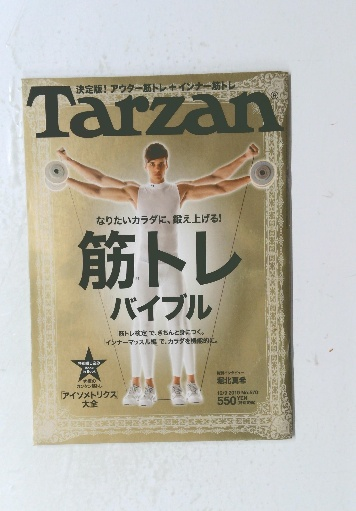 決定版！アウター筋トレ＋インナー筋トレ
Tarzan
なりたいカラダに、鍛え上げる！
筋トレ
バイブル
「筋トレ検定」で、きちんと身につく。
「インナーマッスル編」で、カラダを機能的に。
「アイソメトリクス」
大全
堀北真希
550YEN